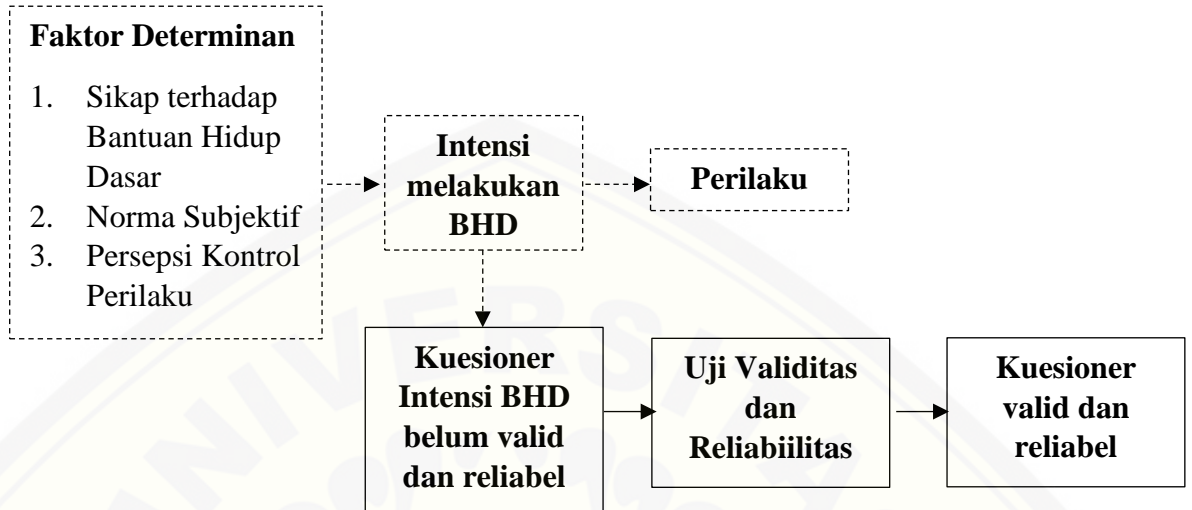 Faktor Determinan
1. Sikap terhadap
Bantuan Hidup
Dasar
2. Norma Subjektif
3. Persepsi Kontrol
Perilaku
Intensi
melakukan
BHD
Perilaku
Kuesioner
Intensi BHD
belum valid
dan reliabel
Uji Validitas
dan
Reliabiilitas
Kuesioner
valid dan
reliabel
NIVERSITA